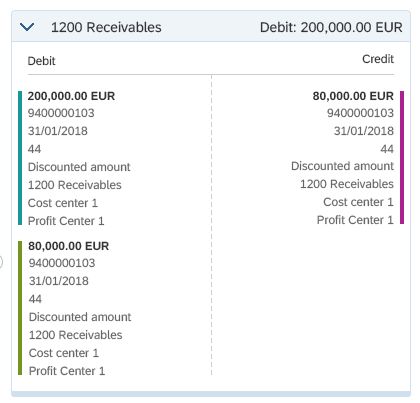 1200 Receivables Debit: 200,000.00 EUR
Debit
Credit
200,000.00 EUR
9400000103
31/01/2018
44
Discounted amount
1200 Receivables
Cost center 1
Profit Center 1
80,000.00 EUR
9400000103
31/01/2018
44
Discounted amount
1200 Receivables
Cost center 1
Profit Center 1
80,000.00 EUR
9400000103
31/01/2018
44
Discounted amount
1200 Receivables
Cost center 1
Profit Center 1